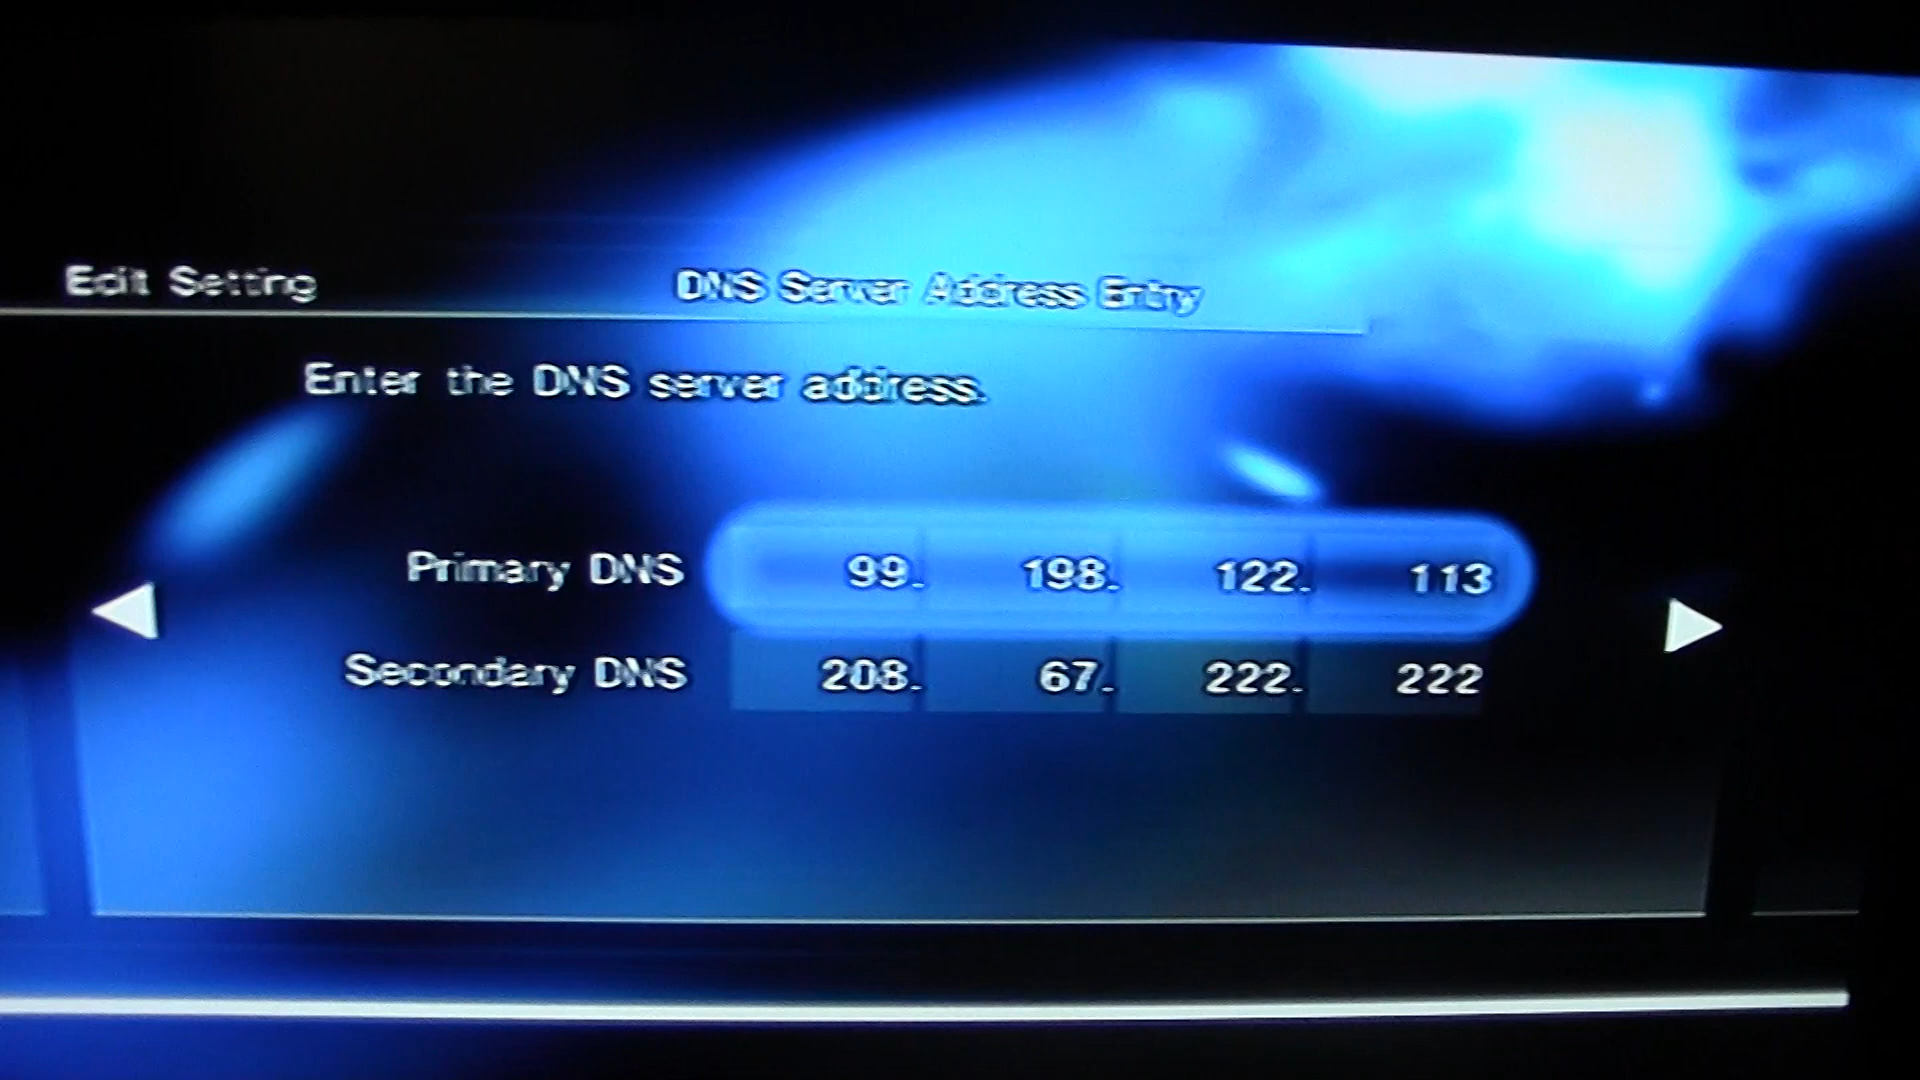 Edit Setting
DNS Server Address Entry
Enter the DNS server address.
Primary DNS 99. 198. 122. 113
Secondary DNS 208. 67. 222. 222